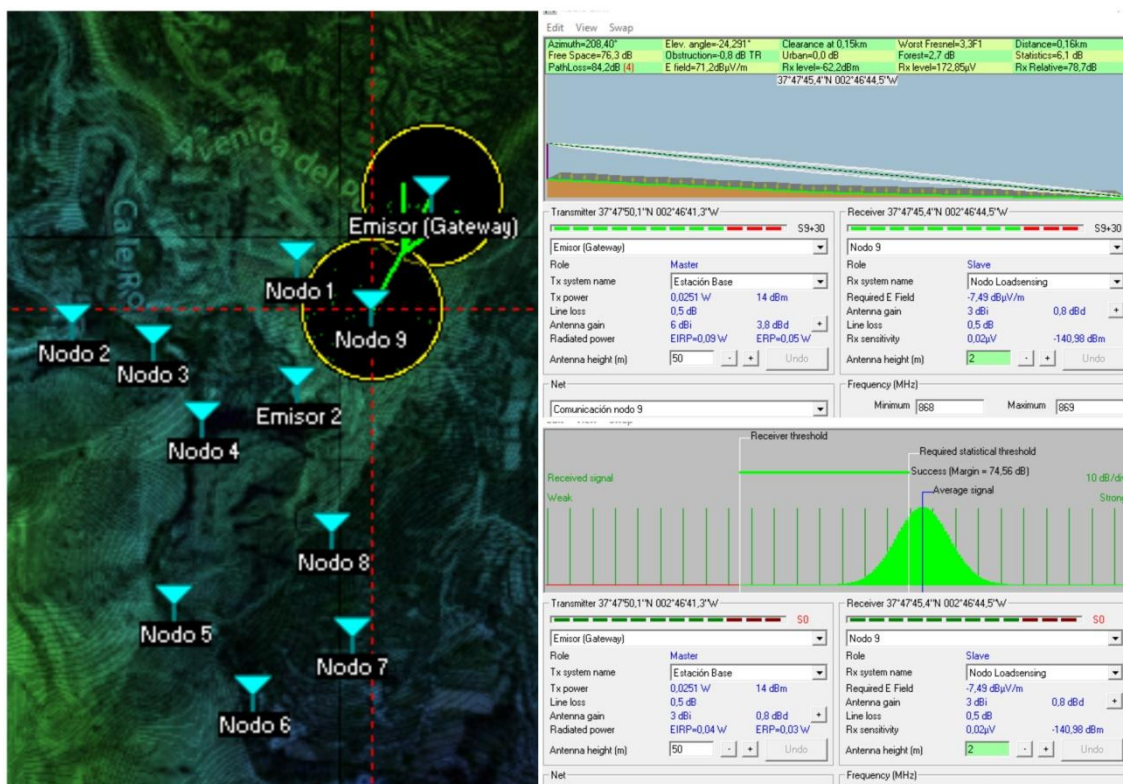 Avenida del P
Calle RO
Emisor (Gateway)
Nodo 1
Nodo 9
Nodo 2
Nodo 3
Emisor 2
Nodo 4
Nodo 8
Nodo 5
Nodo 7
Nodo 6
Edit View Swap
Azimuth=208,40° Elev. angle=-24,291° Clearance at 0,15km Worst Fresnel=3,3F1 Distance=0,16km
Free Space=76,3 dB Obstruction=-0,8 dB TR Urban=0,0 dB Forest=2,7 dB Statistics=6,1 dB
PathLoss=84,2dB (4) E field=71,2dBµV/m Rx level=-62,2dBm Rx level=172,85µV Rx Relative=78,7dB
37°47'45,4"N 002°46'44,5"W
Transmitter 37°47'50,1"N 002°46'41,3"W
S9+30
Emisor (Gateway)
Role Master
Tx system name Estación Base
Tx power 0,0251 W 14 dBm
Line loss 0,5 dB
Antenna gain 6 dBi 3,8 dBd +
Radiated power EIRP=0,09 W ERP=0,05 W
Antenna height (m) 50 - + Undo
Net
Comunicación nodo 9
Receiver 37°47'45,4"N 002°46'44,5"W
S9+30
Nodo 9
Role Slave
Rx system name Nodo Loadsensing
Required E Field -7,49 dBµV/m
Antenna gain 3 dBi 0,8 dBd +
Line loss 0,5 dB
Rx sensitivity 0,02µV -140,98 dBm
Antenna height (m) 2 - + Undo
Frequency (MHz)
Minimum 868 Maximum 869
Receiver threshold
Required statistical threshold
Success (Margin = 74,56 dB)
Received signal 10 dB/div
Average signal
Weak Strong
Transmitter 37°47'50,1"N 002°46'41,3"W
S0
Emisor (Gateway)
Role Master
Tx system name Estación Base
Tx power 0,0251 W 14 dBm
Line loss 0,5 dB
Antenna gain 3 dBi 0,8 dBd +
Radiated power EIRP=0,04 W ERP=0,03 W
Antenna height (m) 50 - + Undo
Net
Receiver 37°47'45,4"N 002°46'44,5"W
S0
Nodo 9
Role Slave
Rx system name Nodo Loadsensing
Required E Field -7,49 dBµV/m
Antenna gain 3 dBi 0,8 dBd +
Line loss 0,5 dB
Rx sensitivity 0,02µV -140,98 dBm
Antenna height (m) 2 - + Undo
Frequency (MHz)